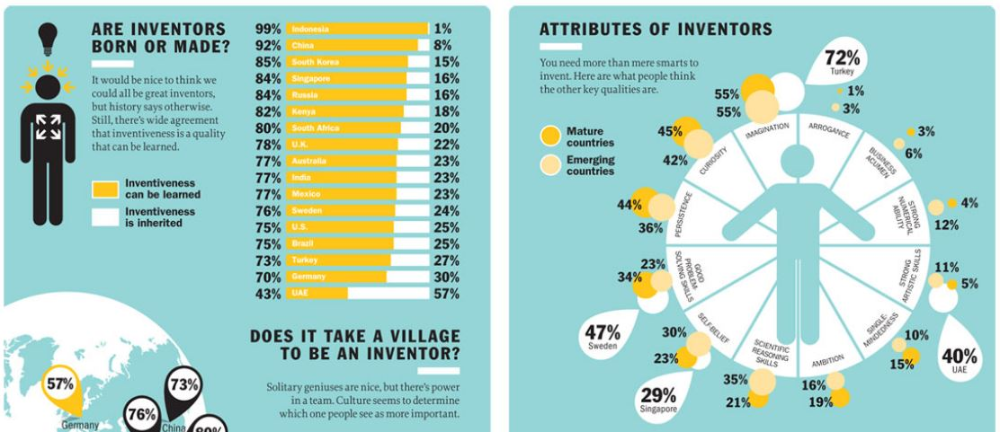 ARE INVENTORS
BORN OR MADE?
It would be nice to think we
could all be great inventors,
but history says otherwise.
Still, there's wide agreement
that inventiveness is a quality
that can be learned.
Inventiveness
can be learned
Inventiveness
is inherited
99% Indonesia 1%
92% China 8%
85% South Korea 15%
84% Singapore 16%
84% Russia 16%
82% Kenya 18%
80% South Africa 20%
78% U.K. 22%
77% Australia 23%
77% India 23%
77% Mexico 23%
76% Sweden 24%
75% U.S. 25%
75% Brazil 25%
73% Turkey 27%
70% Germany 30%
43% UAE 57%
DOES IT TAKE A VILLAGE
TO BE AN INVENTOR?
Solitary geniuses are nice, but there's power
in a team. Culture seems to determine
which one people see as more important.
57%
Germany
73%
China
76%
80%
ATTRIBUTES OF INVENTORS
You need more than mere smarts to
invent. Here are what people think
the other key qualities are.
Mature
countries
Emerging
countries
72%
Turkey
55%
55%
IMAGINATION
1%
3%
ARROGANCE
3%
6%
BUSINESS
ACUMEN
4%
12%
STRONG
NUMERICAL
ABILITY
11%
5%
STRONG
ARTISTIC SKILLS
40%
UAE
10%
15%
SINGLE-
MINDEDNESS
16%
19%
AMBITION
35%
21%
SCIENTIFIC
REASONING
SKILLS
30%
23%
SELF-BELIEF
29%
Singapore
23%
34%
GOOD
PROBLEM-
SOLVING SKILLS
47%
Sweden
44%
36%
PERSISTENCE
45%
42%
CURIOSITY